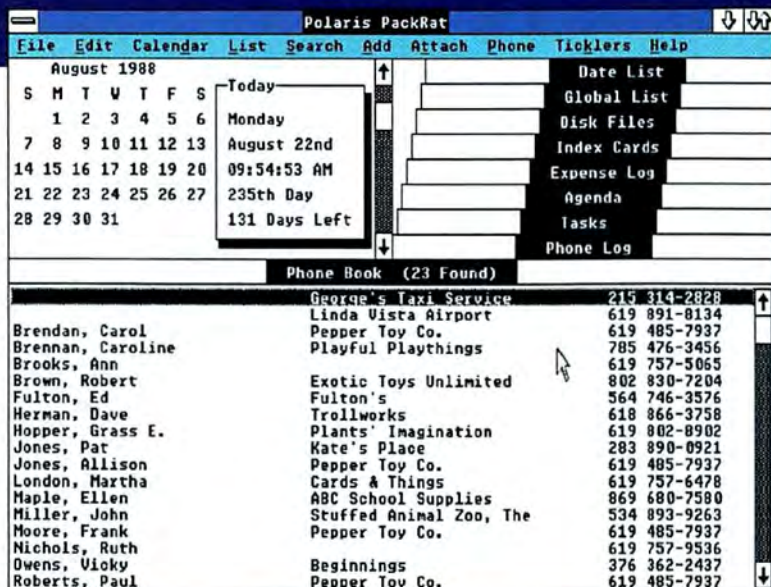 Polaris PackRat
File Edit Calendar List Search Add Attach Phone Ticklers Help
August 1988
S M T W T F S
1 2 3 4 5 6
7 8 9 10 11 12 13
14 15 16 17 18 19 20
21 22 23 24 25 26 27
28 29 30 31
Today
Monday
August 22nd
09:54:53 AM
235th Day
131 Days Left
Date List
Global List
Disk Files
Index Cards
Expense Log
Agenda
Tasks
Phone Log
Phone Book (23 Found)
George's Taxi Service 215 314-2828
Linda Vista Airport 619 891-8134
Brendan, Carol Pepper Toy Co. 619 485-7937
Brennan, Caroline Playful Playthings 785 476-3456
Brooks, Ann 619 757-5065
Brown, Robert Exotic Toys Unlimited 802 830-7204
Fulton, Ed Fulton's 564 746-3576
Herman, Dave Trollworks 618 866-3758
Hopper, Grass E. Plants' Imagination 619 802-8902
Jones, Pat Kate's Place 283 890-0921
Jones, Allison Pepper Toy Co. 619 485-7937
London, Martha Cards & Things 619 757-6478
Maple, Ellen ABC School Supplies 869 680-7580
Miller, John Stuffed Animal Zoo, The 534 893-9263
Moore, Frank Pepper Toy Co. 619 485-7937
Nichols, Ruth 619 757-9536
Owens, Vicky Beginnings 376 362-2437
Roberts, Paul Pepper Toy Co. 619 485-7937